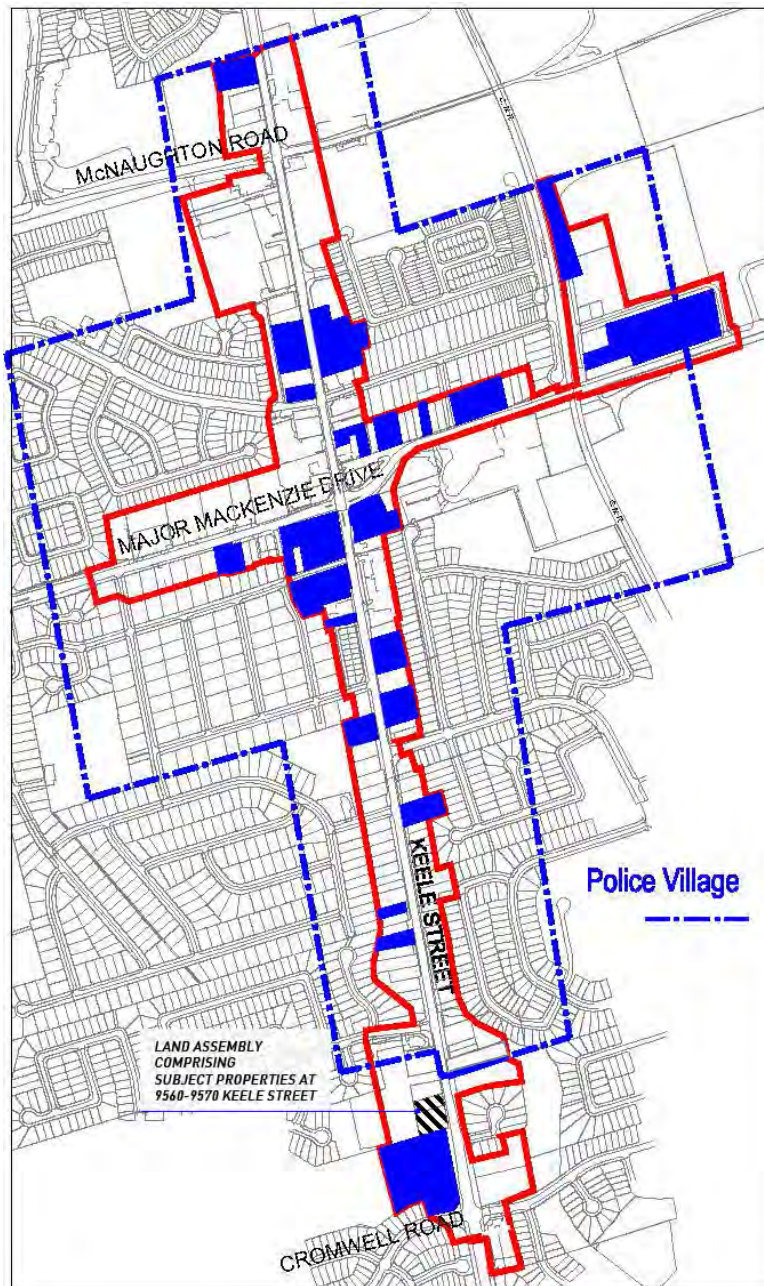 McNAUGHTON ROAD
C.N.R.
MAJOR MACKENZIE DRIVE
C.N.R.
KEELE STREET
Police Village
LAND ASSEMBLY
COMPRISING
SUBJECT PROPERTIES AT
9560-9570 KEELE STREET
CROMWELL ROAD